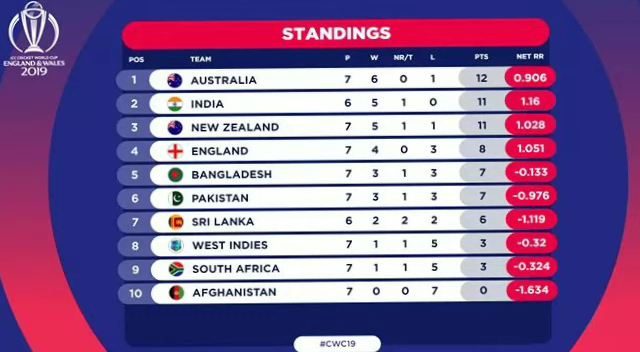 ICC CRICKET WORLD CUP
ENGLAND & WALES
2019
STANDINGS
POS TEAM P W NR/T L PTS NET RR
1 AUSTRALIA 7 6 0 1 12 0.906
2 INDIA 6 5 1 0 11 1.16
3 NEW ZEALAND 7 5 1 1 11 1.028
4 ENGLAND 7 4 0 3 8 1.051
5 BANGLADESH 7 3 1 3 7 -0.133
6 PAKISTAN 7 3 1 3 7 -0.976
7 SRI LANKA 6 2 2 2 6 -1.119
8 WEST INDIES 7 1 1 5 3 -0.32
9 SOUTH AFRICA 7 1 1 5 3 -0.324
10 AFGHANISTAN 7 0 0 7 0 -1.634
#CWC19